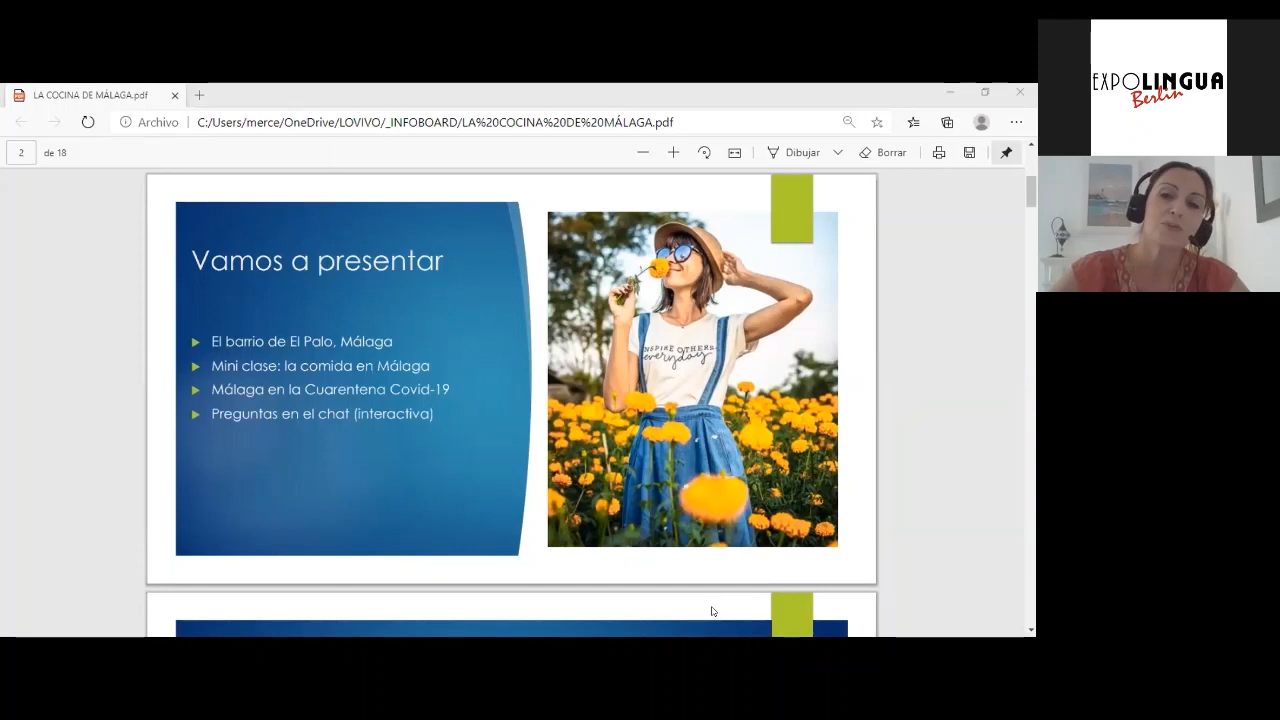 LA COCINA DE MÁLAGA.pdf
Archivo
C:/Users/merce/OneDrive/LOVIVO/_INFOBOARD/LA%20COCINA%20DE%20MÁLAGA.pdf
2 de 18
Dibujar
Borrar
Vamos a presentar
El barrio de El Palo, Málaga
Mini clase: la comida en Málaga
Málaga en la Cuarentena Covid-19
Preguntas en el chat (interactiva)
INSPIRE OTHERS
everyday
EXPOLINGUA
Berlin